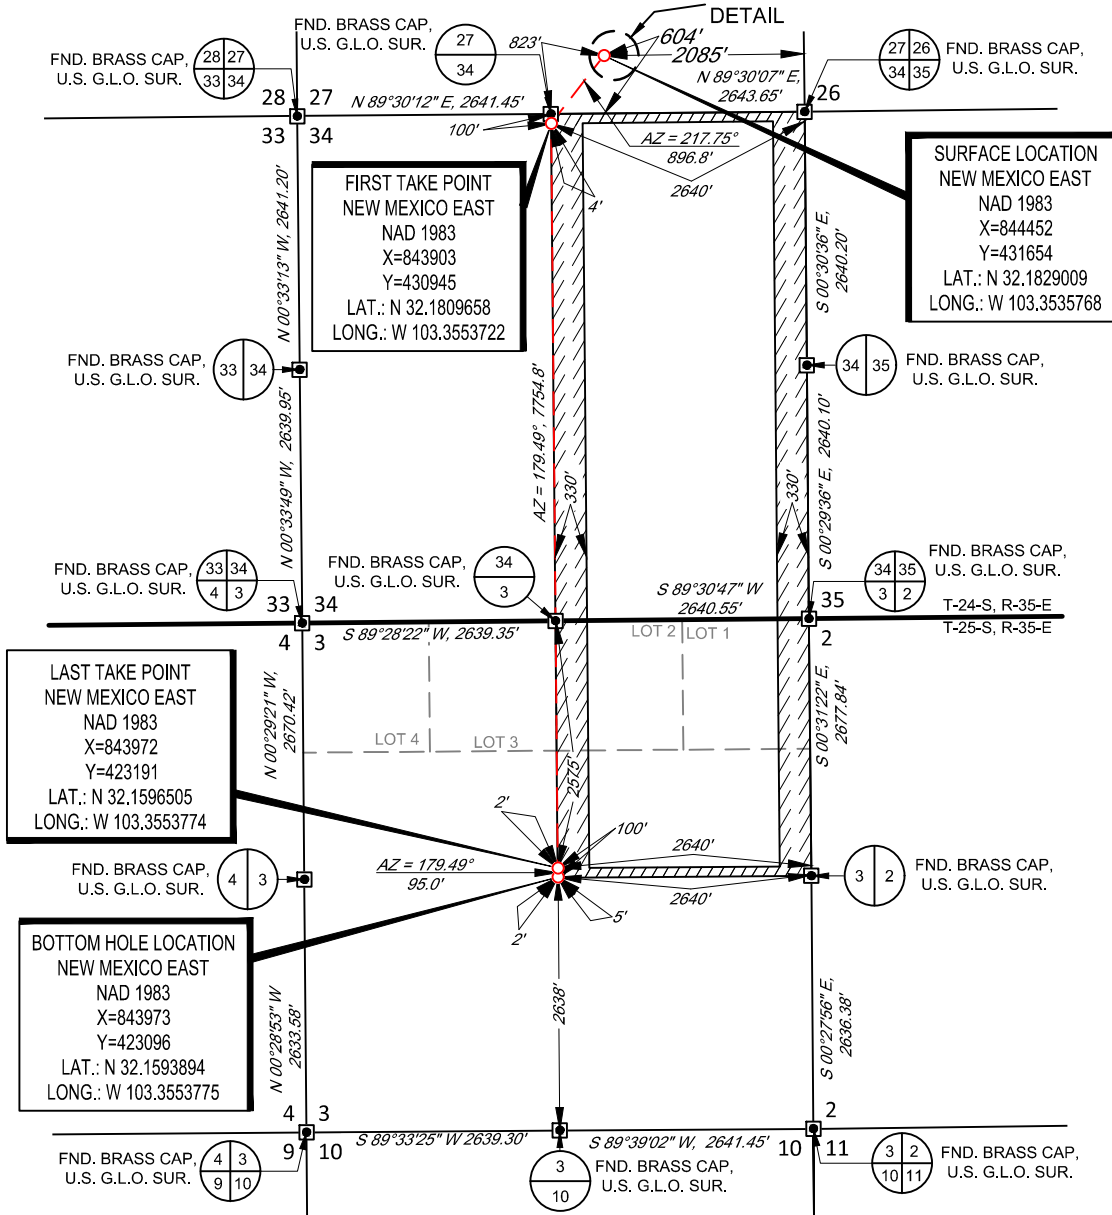 DETAIL
FND. BRASS CAP,
U.S. G.L.O. SUR.
28 27
33 34
FND. BRASS CAP,
U.S. G.L.O. SUR.
27
34
823'
604'
2085'
27 26
34 35
FND. BRASS CAP,
U.S. G.L.O. SUR.
28 27
33 34
N 89°30'12" E, 2641.45'
N 89°30'07" E,
2643.65'
26
100'
AZ = 217.75°
896.8'
2640'
4'
FIRST TAKE POINT
NEW MEXICO EAST
NAD 1983
X=843903
Y=430945
LAT.: N 32.1809658
LONG.: W 103.3553722
SURFACE LOCATION
NEW MEXICO EAST
NAD 1983
X=844452
Y=431654
LAT.: N 32.1829009
LONG.: W 103.3535768
N 00°33'13" W, 2641.20'
S 00°30'36" E,
2640.20'
FND. BRASS CAP,
U.S. G.L.O. SUR.
33 34
34 35
FND. BRASS CAP,
U.S. G.L.O. SUR.
AZ = 179.49°, 7754.8'
N 00°33'49" W, 2639.95'
330'
330'
S 00°29'36" E, 2640.10'
FND. BRASS CAP,
U.S. G.L.O. SUR.
33 34
4 3
FND. BRASS CAP,
U.S. G.L.O. SUR.
34
3
34 35
3 2
FND. BRASS CAP,
U.S. G.L.O. SUR.
33 34
4 3
S 89°30'47" W
2640.55'
35
2
T-24-S, R-35-E
T-25-S, R-35-E
S 89°28'22" W, 2639.35'
LOT 2
LOT 1
LOT 4
LOT 3
LAST TAKE POINT
NEW MEXICO EAST
NAD 1983
X=843972
Y=423191
LAT.: N 32.1596505
LONG.: W 103.3553774
N 00°29'21" W,
2670.42'
S 00°31'22" E,
2677.84'
2575'
2'
100'
2640'
AZ = 179.49°
95.0'
FND. BRASS CAP,
U.S. G.L.O. SUR.
4 3
3 2
FND. BRASS CAP,
U.S. G.L.O. SUR.
2640'
2'
5'
BOTTOM HOLE LOCATION
NEW MEXICO EAST
NAD 1983
X=843973
Y=423096
LAT.: N 32.1593894
LONG.: W 103.3553775
N 00°28'53" W
2633.58'
2638'
S 00°27'56" E,
2636.38'
4 3
9 10
S 89°33'25" W 2639.30'
S 89°39'02" W, 2641.45'
2
10 11
FND. BRASS CAP,
U.S. G.L.O. SUR.
4 3
9 10
3
10
FND. BRASS CAP,
U.S. G.L.O. SUR.
3 2
10 11
FND. BRASS CAP,
U.S. G.L.O. SUR.